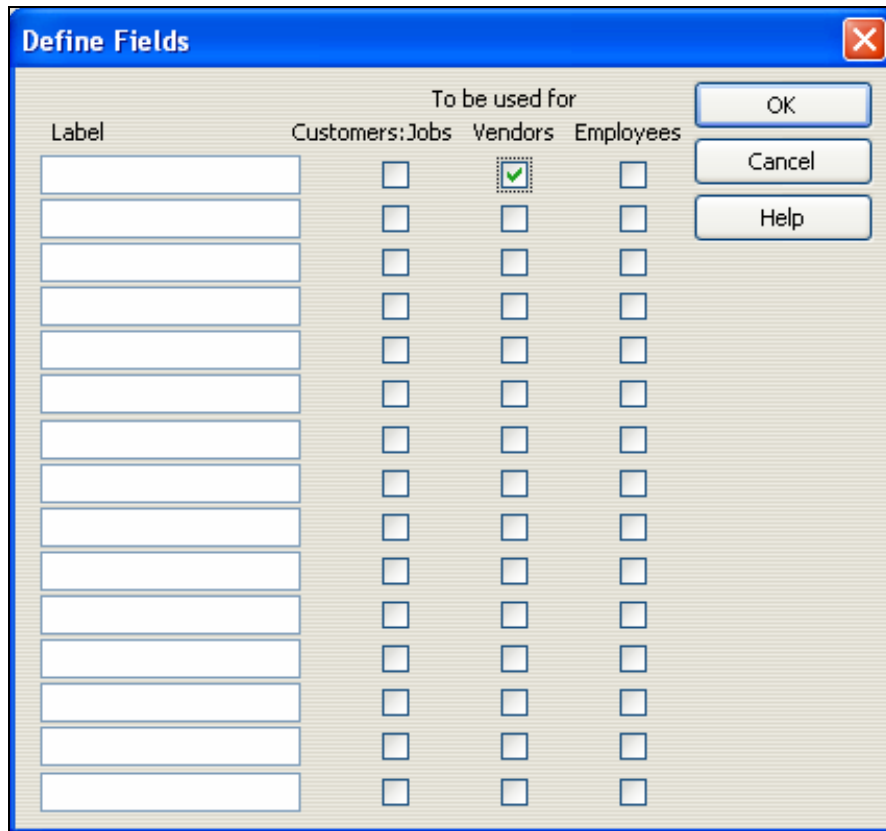 Define Fields
To be used for
Label Customers:Jobs Vendors Employees
OK
Cancel
Help